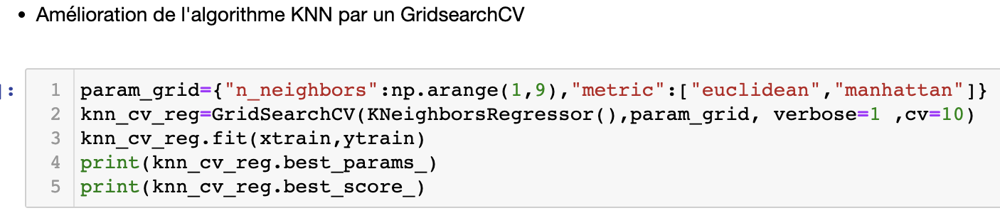 • Amélioration de l'algorithme KNN par un GridsearchCV
]:
1 param_grid={"n_neighbors":np.arange(1,9),"metric":["euclidean","manhattan"]}
2 knn_cv_reg=GridSearchCV(KNeighborsRegressor(),param_grid, verbose=1 ,cv=10)
3 knn_cv_reg.fit(xtrain,ytrain)
4 print(knn_cv_reg.best_params_)
5 print(knn_cv_reg.best_score_)